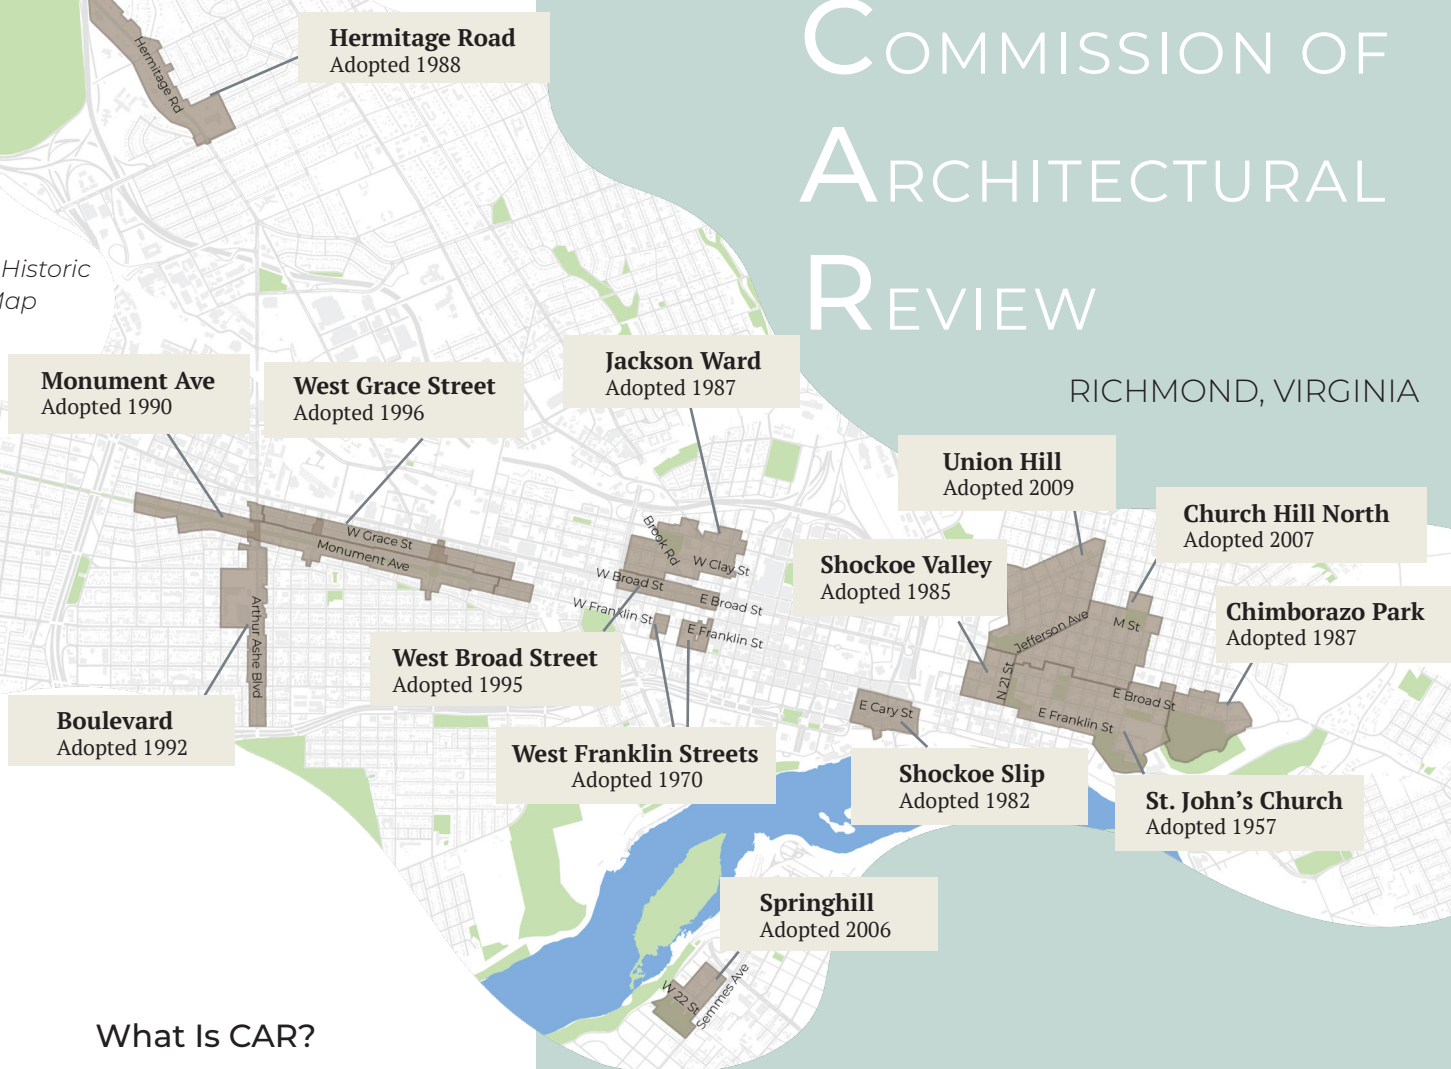 COMMISSION OF
ARCHITECTURAL
REVIEW
RICHMOND, VIRGINIA
Historic
Map
Hermitage Road
Adopted 1988
Hermitage Rd
Monument Ave
Adopted 1990
West Grace Street
Adopted 1996
Jackson Ward
Adopted 1987
Union Hill
Adopted 2009
Church Hill North
Adopted 2007
Shockoe Valley
Adopted 1985
Chimborazo Park
Adopted 1987
West Broad Street
Adopted 1995
Boulevard
Adopted 1992
West Franklin Streets
Adopted 1970
Shockoe Slip
Adopted 1982
St. John’s Church
Adopted 1957
Springhill
Adopted 2006
W Grace St
Monument Ave
Arthur Ashe Blvd
Brook Rd
W Clay St
W Broad St
E Broad St
W Franklin St
E Franklin St
Jefferson Ave
M St
N 21 St
E Broad St
E Franklin St
E Cary St
W 22 St
Semmes Ave
What Is CAR?